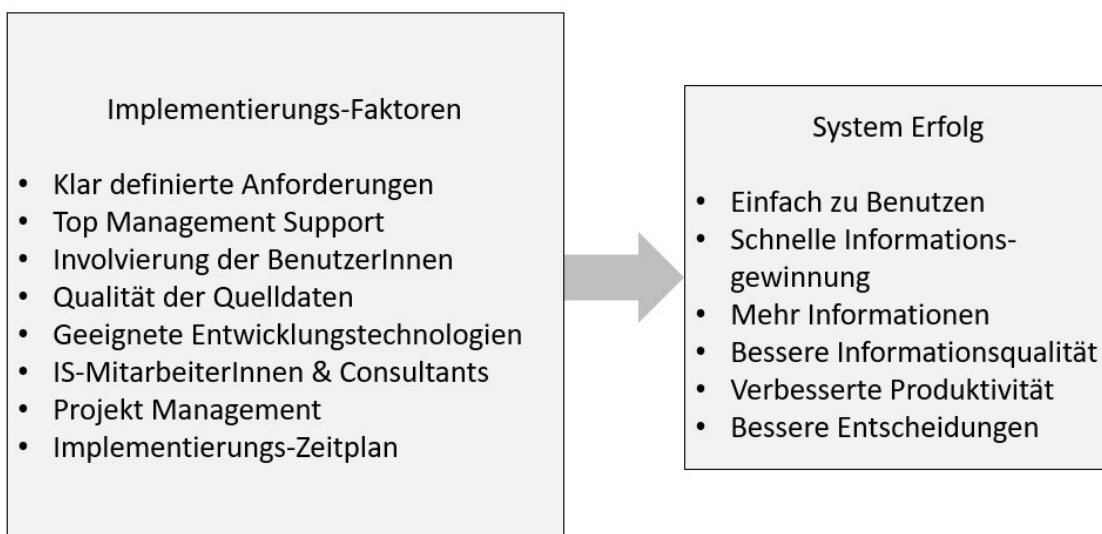 Implementierungs-Faktoren
• Klar definierte Anforderungen
• Top Management Support
• Involvierung der BenutzerInnen
• Qualität der Quelldaten
• Geeignete Entwicklungstechnologien
• IS-MitarbeiterInnen & Consultants
• Projekt Management
• Implementierungs-Zeitplan
System Erfolg
• Einfach zu Benutzen
• Schnelle Informations-
gewinnung
• Mehr Informationen
• Bessere Informationsqualität
• Verbesserte Produktivität
• Bessere Entscheidungen